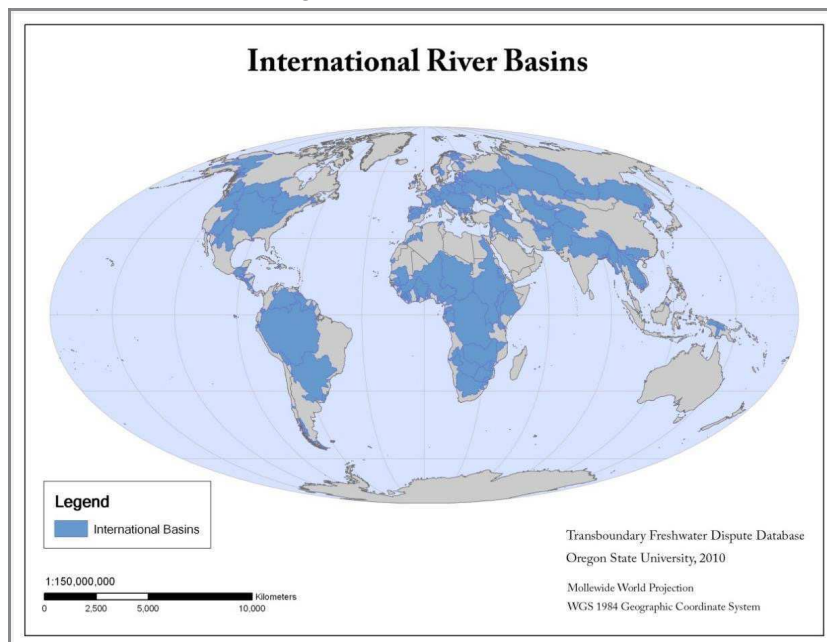 International River Basins
Legend
International Basins
1:150,000,000
Kilometers
0 2,500 5,000 10,000
Transboundary Freshwater Dispute Database
Oregon State University, 2010
Mollewide World Projection
WGS 1984 Geographic Coordinate System